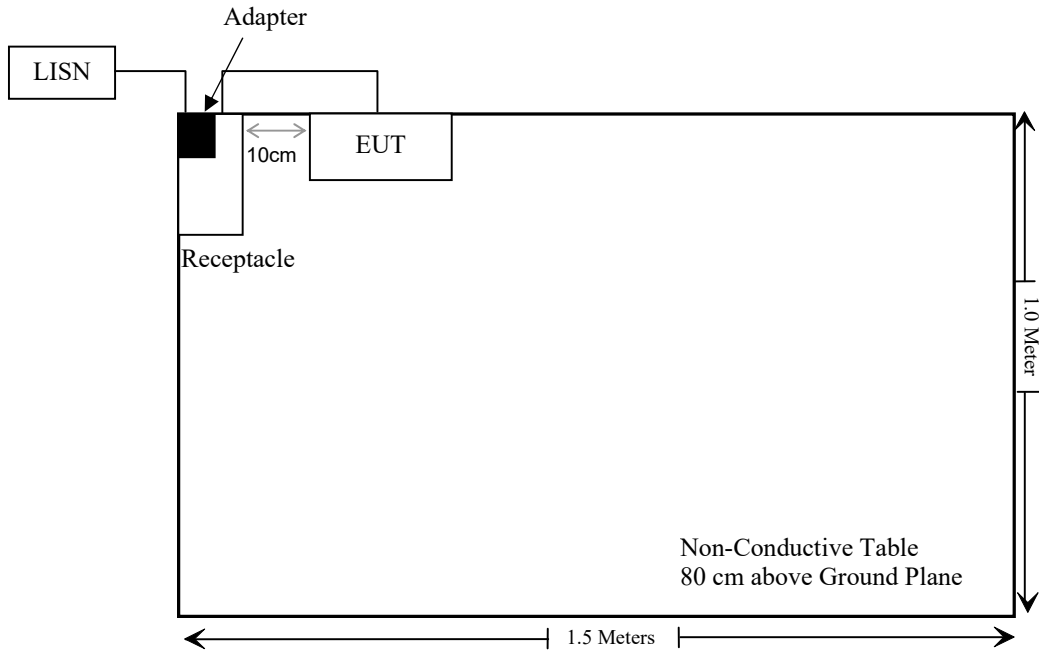 Adapter
LISN
EUT
10cm
Receptacle
1.0 Meter
Non-Conductive Table
80 cm above Ground Plane
1.5 Meters